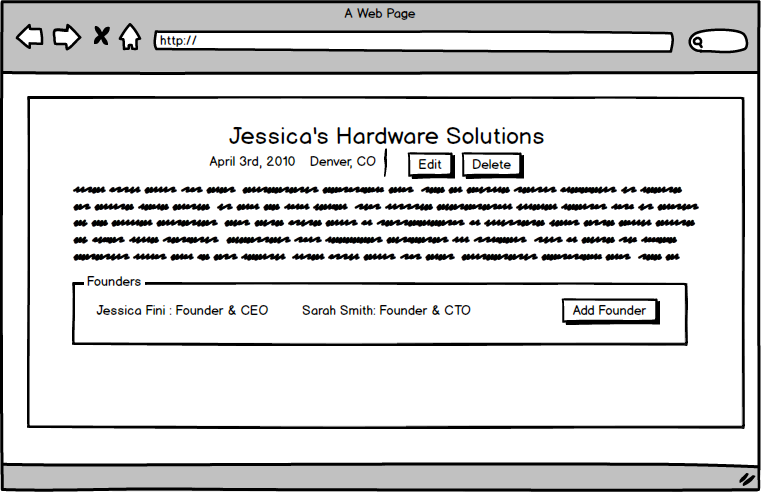 A Web Page
http://
Jessica's Hardware Solutions
April 3rd, 2010 Denver, CO Edit Delete
Founders
Jessica Fini : Founder & CEO Sarah Smith: Founder & CTO Add Founder